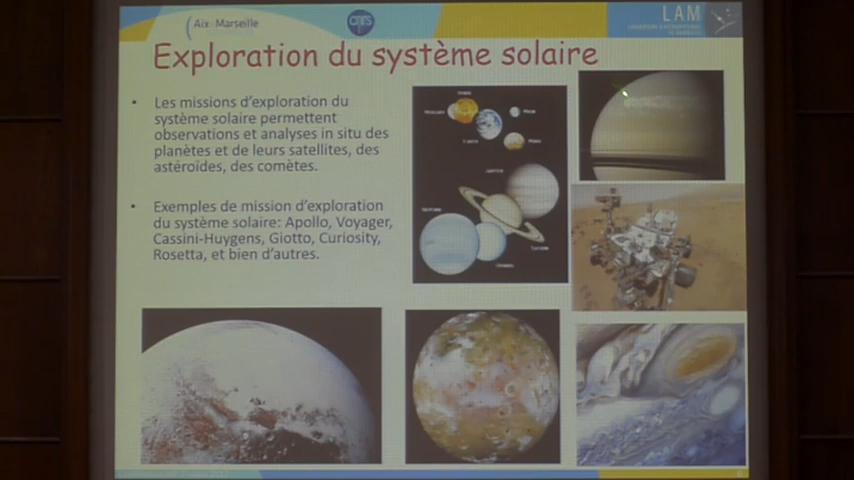 Aix Marseille
LAM
Exploration du système solaire
• Les missions d'exploration du
système solaire permettent
observations et analyses in situ des
planètes et de leurs satellites, des
astéroïdes, des comètes.
• Exemples de mission d'exploration
du système solaire: Apollo, Voyager,
Cassini-Huygens, Giotto, Curiosity,
Rosetta, et bien d'autres.